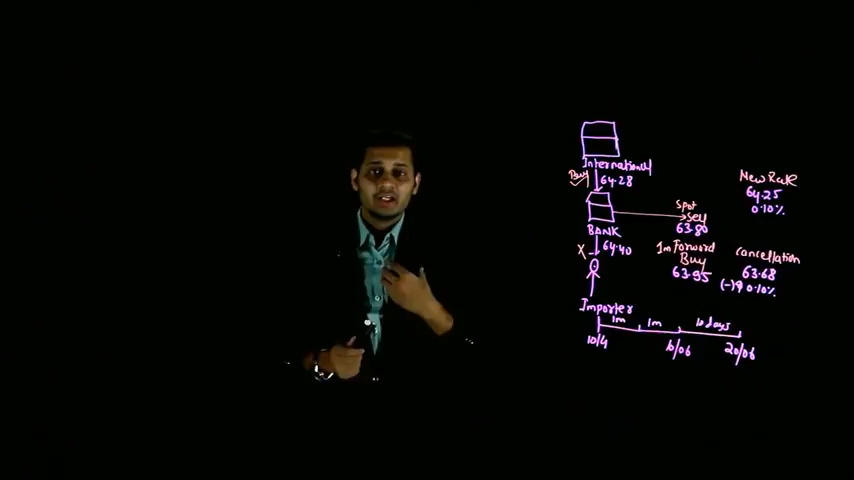 International
Buy
64.28
BANK
64.40
X
Importer
1m 1m 10 days
10/4 10/06 20/06
Spot
Sell
63.80
1m Forward
Buy
63.95
New Rate
64.25
0.10%
Cancellation
63.68
(-) 0.10%